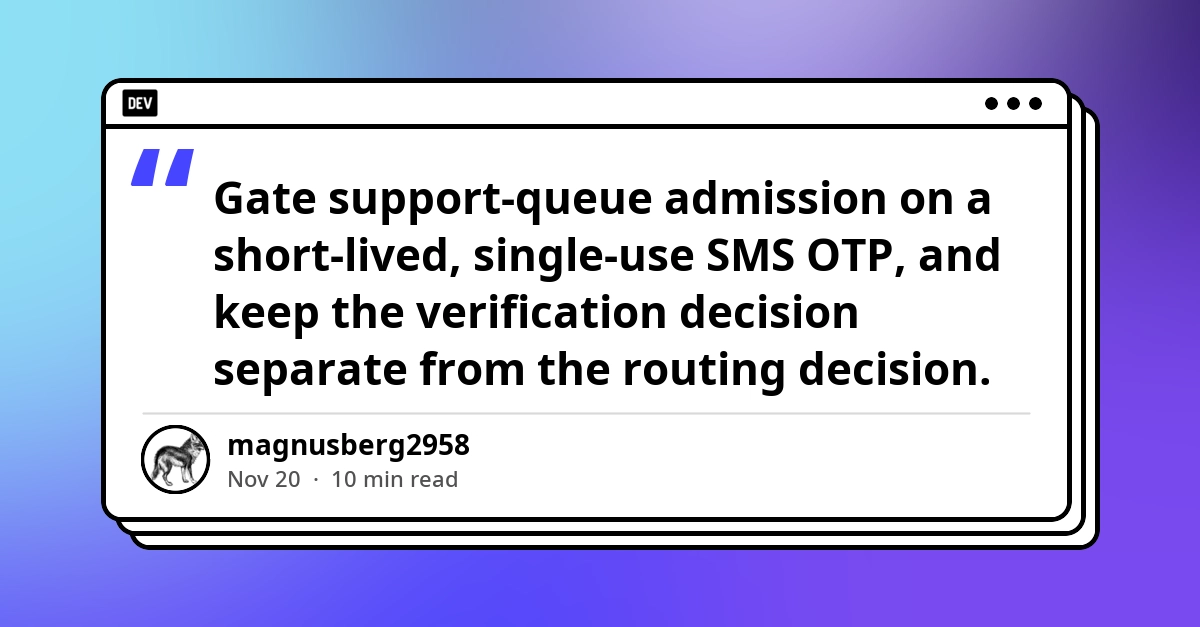 DEV
“
Gate support-queue admission on a
short-lived, single-use SMS OTP, and
keep the verification decision
separate from the routing decision.
magnusberg2958
Nov 20 · 10 min read